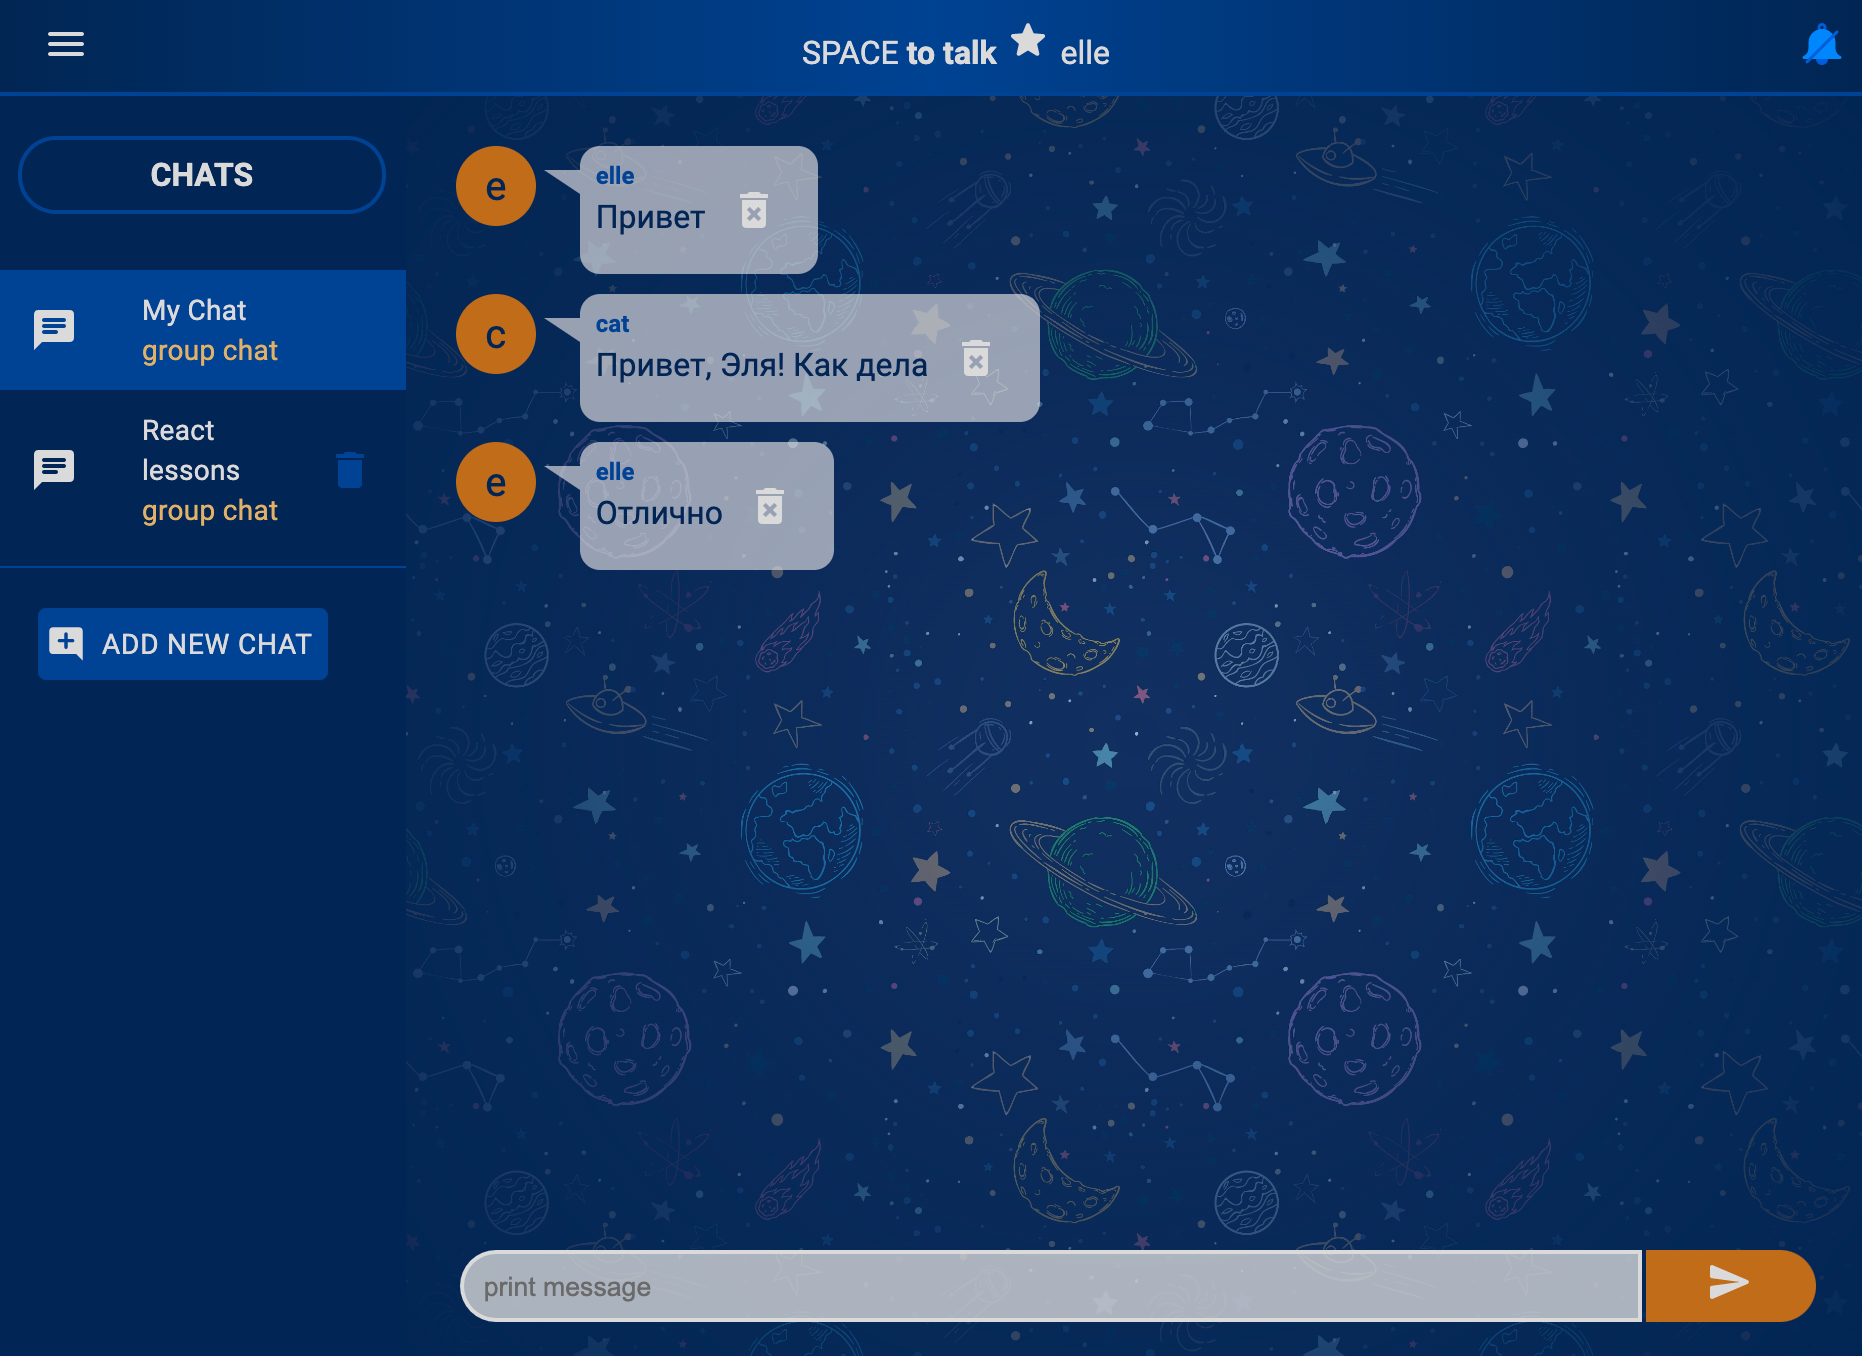 SPACE to talk elle
CHATS
My Chat
group chat
React
lessons
group chat
ADD NEW CHAT
e
elle
Привет
c
cat
Привет, Эля! Как дела
e
elle
Отлично
print message